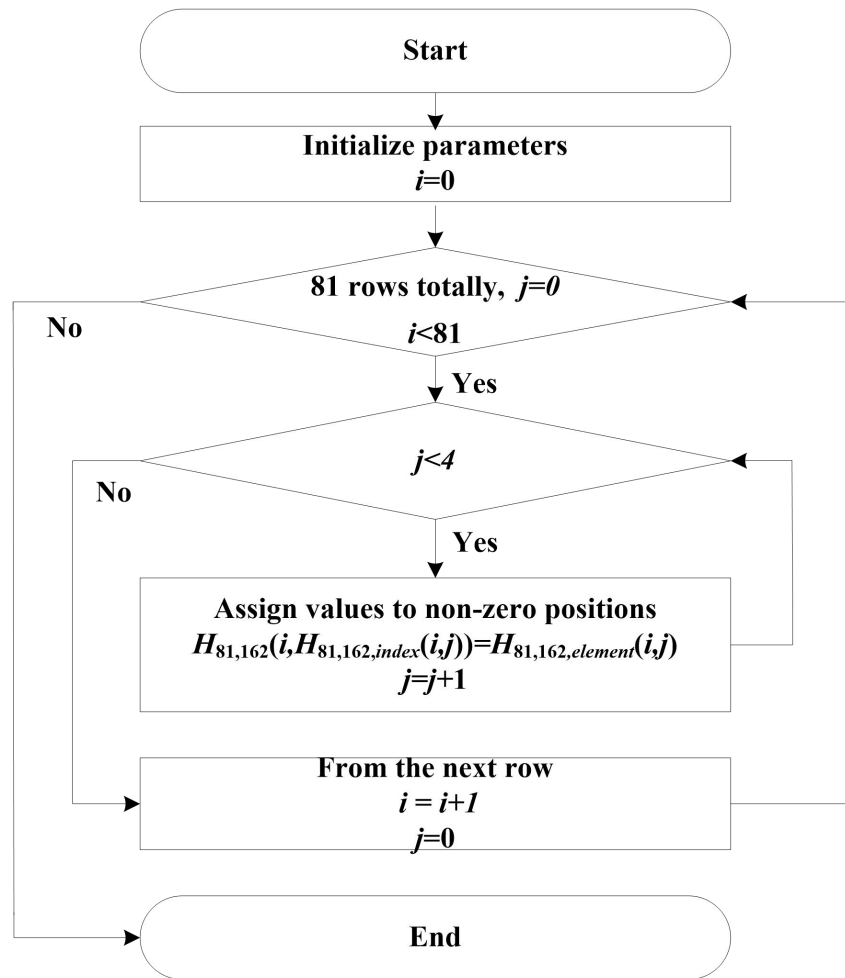 Start
Initialize parameters
i=0
81 rows totally, j=0
i<81
No
Yes
j<4
No
Yes
Assign values to non-zero positions
H81,162(i,H81,162,index(i,j))=H81,162,element(i,j)
j=j+1
From the next row
i = i+1
j=0
End